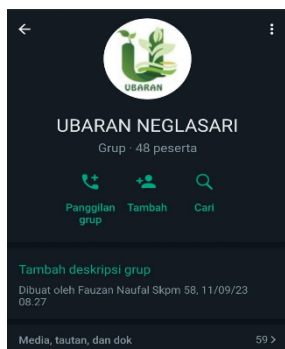 UBARAN
UBARAN NEGLASARI
Grup · 48 peserta
Panggilan grup
Tambah
Cari
Tambah deskripsi grup
Dibuat oleh Fauzan Naufal Skpm 58, 11/09/23
08.27
Media, tautan, dan dok 59 >